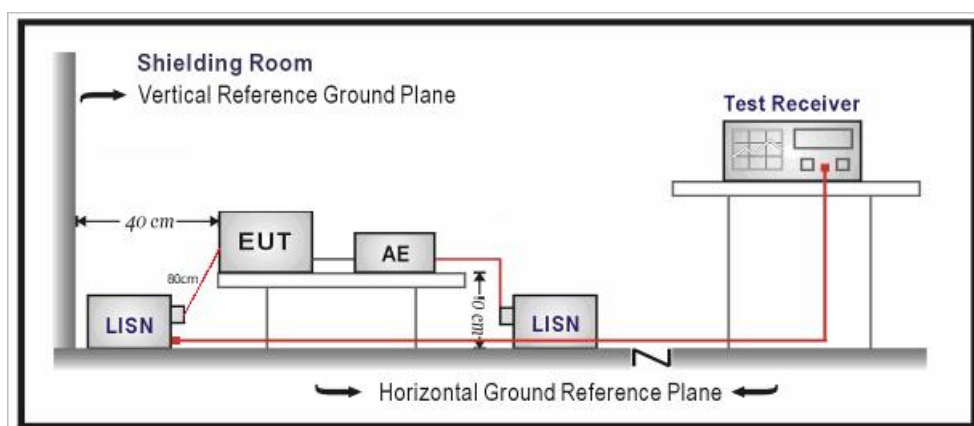 Shielding Room
Vertical Reference Ground Plane
Test Receiver
40 cm
EUT
AE
80cm
10 cm
LISN
LISN
Horizontal Ground Reference Plane